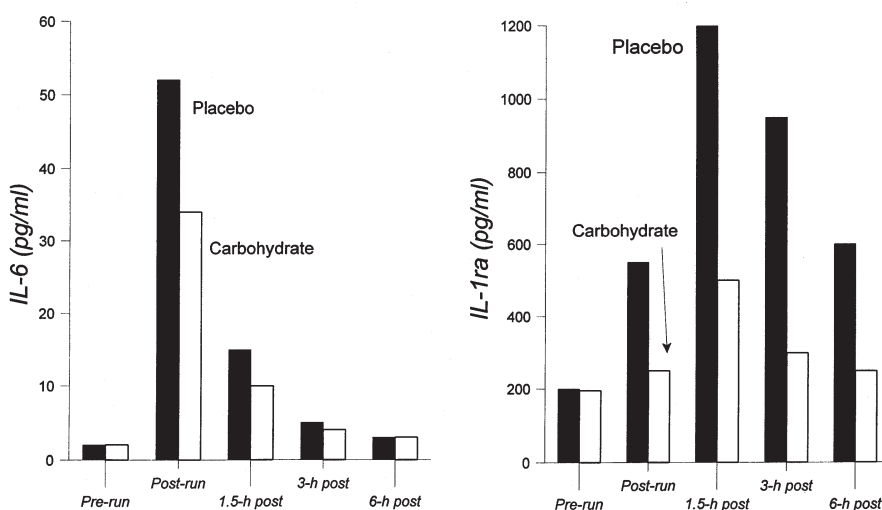 60
50
40
30
20
10
0
IL-6 (pg/ml)
Placebo
Carbohydrate
Pre-run
Post-run
1.5-h post
3-h post
6-h post
1200
1000
800
600
400
200
0
IL-1ra (pg/ml)
Placebo
Carbohydrate
Pre-run
Post-run
1.5-h post
3-h post
6-h post